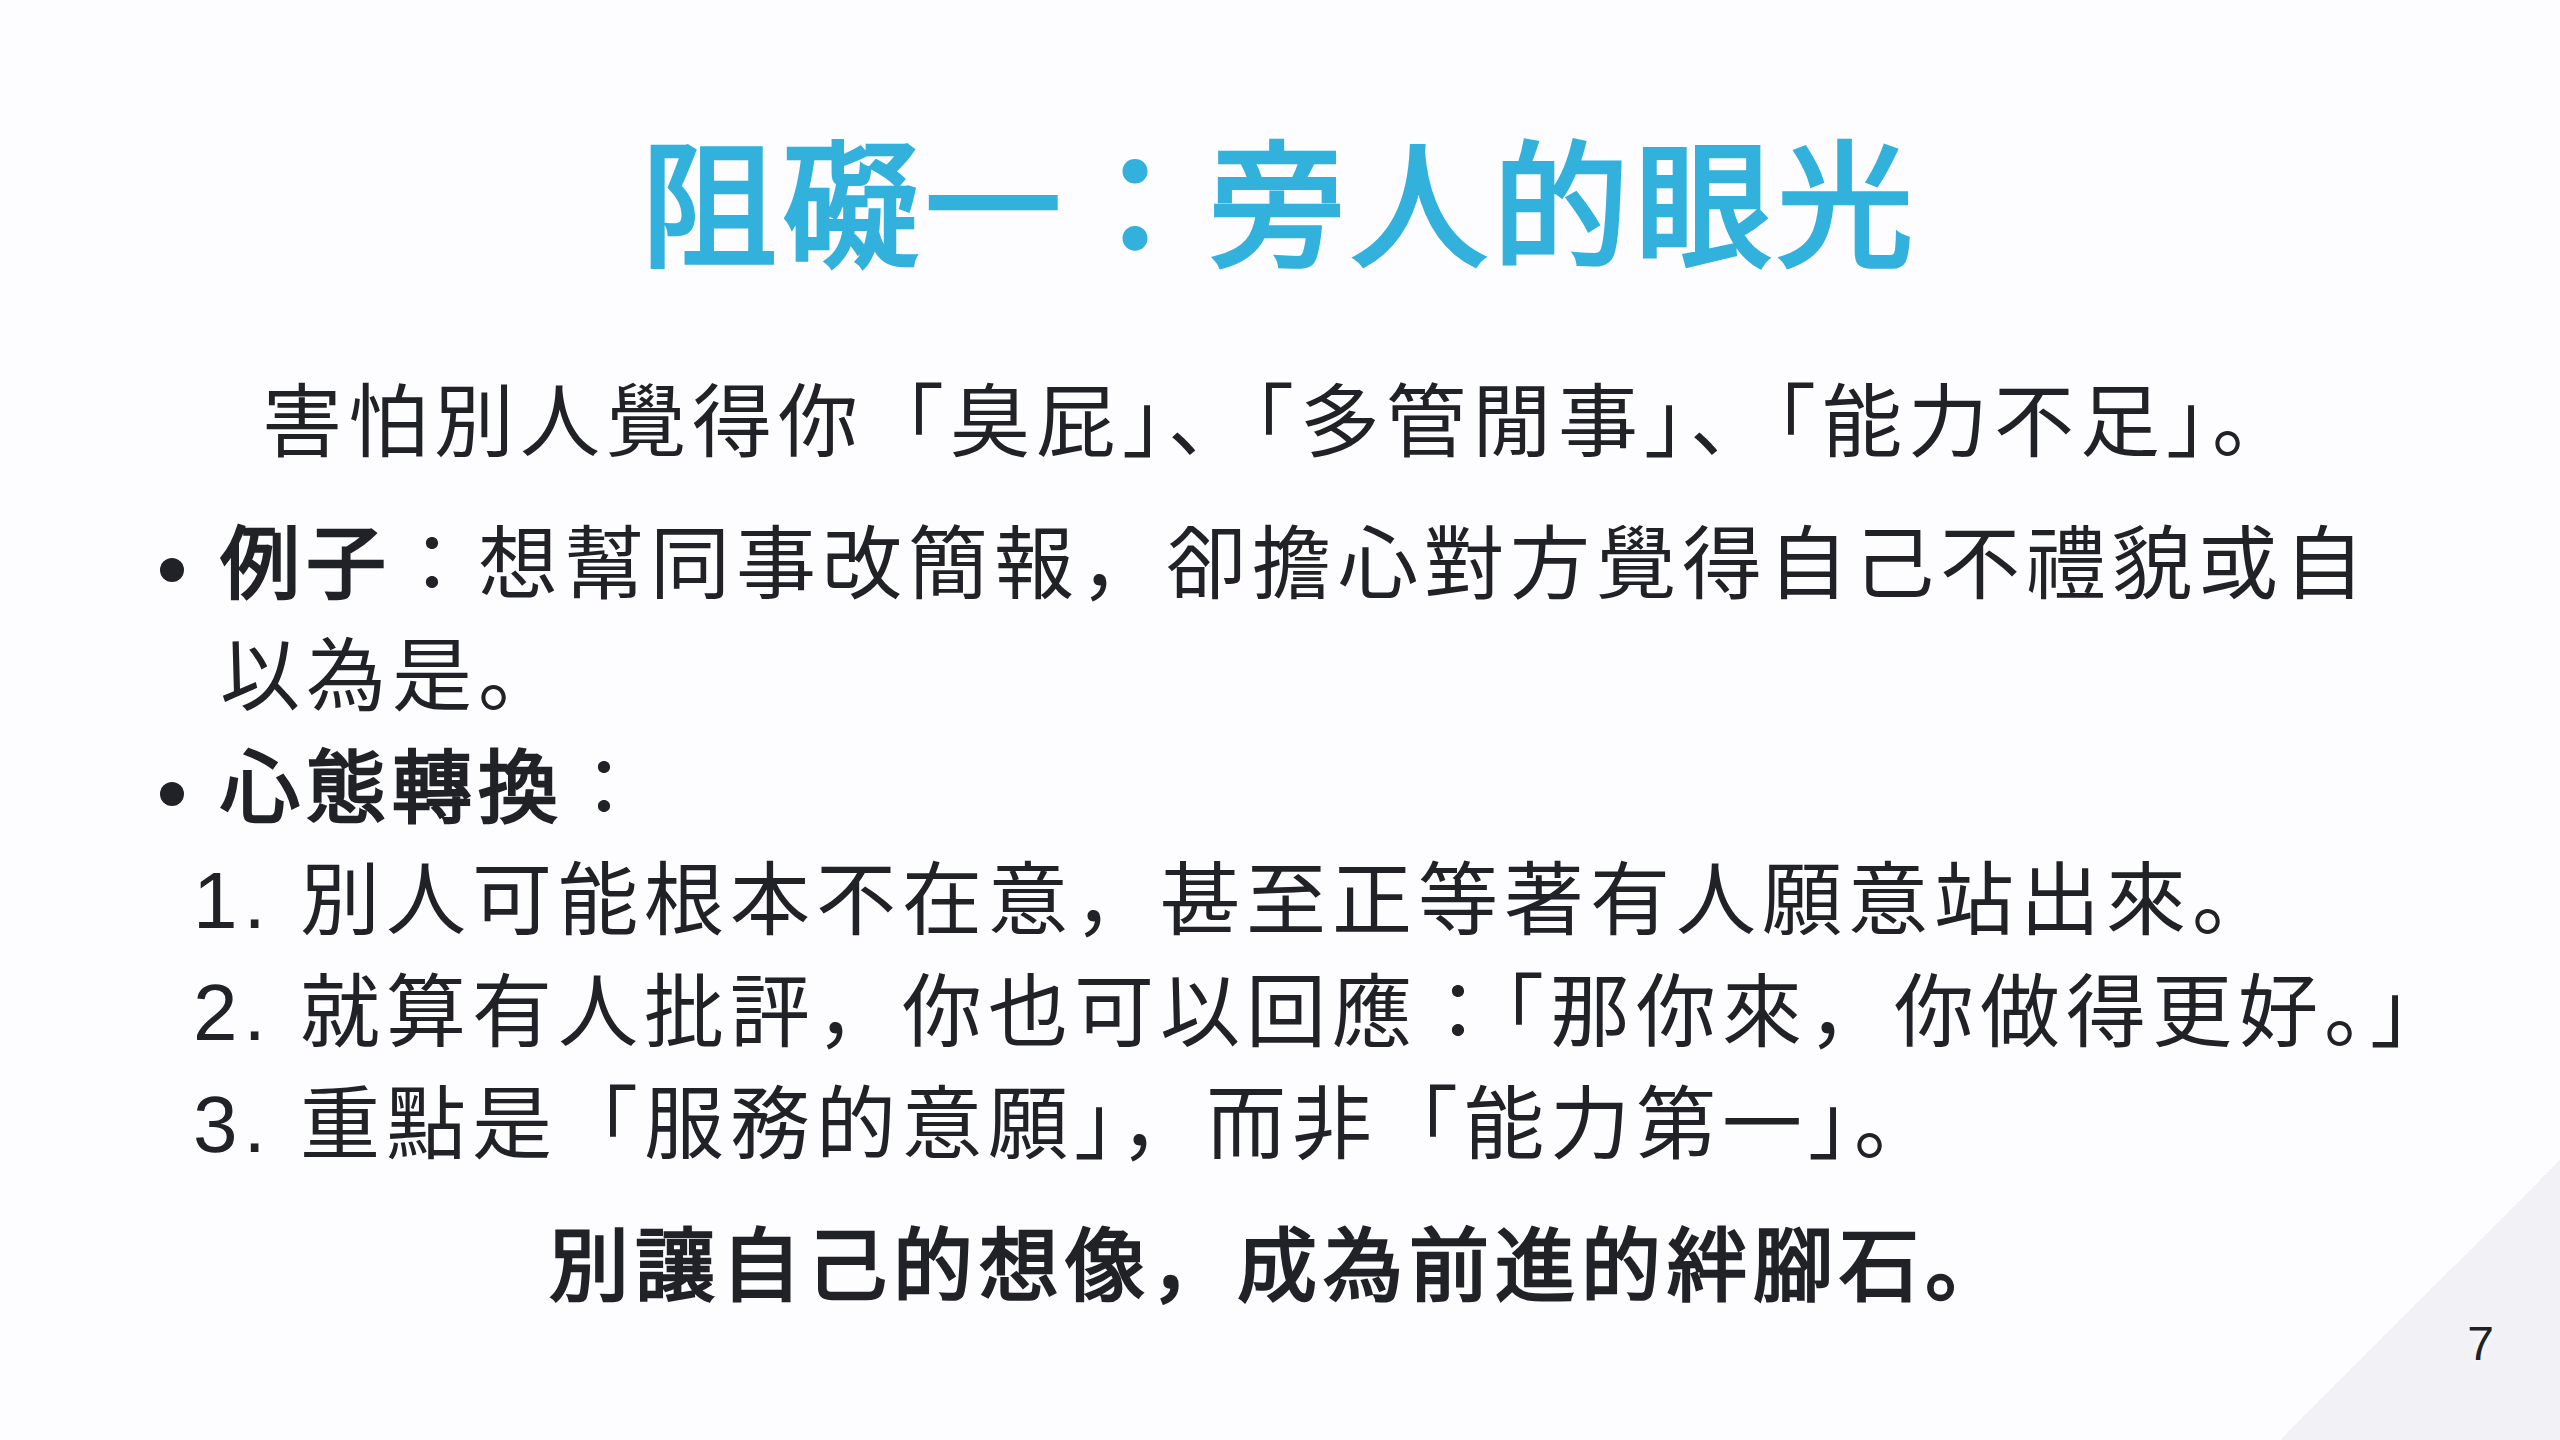 阻礙一：旁人的眼光
害怕別人覺得你「臭屁」、「多管閒事」、「能力不足」。
• 例子：想幫同事改簡報，卻擔心對方覺得自己不禮貌或自
以為是。
• 心態轉換：
1. 別人可能根本不在意，甚至正等著有人願意站出來。
2. 就算有人批評，你也可以回應：「那你來，你做得更好。」
3. 重點是「服務的意願」，而非「能力第一」。
別讓自己的想像，成為前進的絆腳石。
7